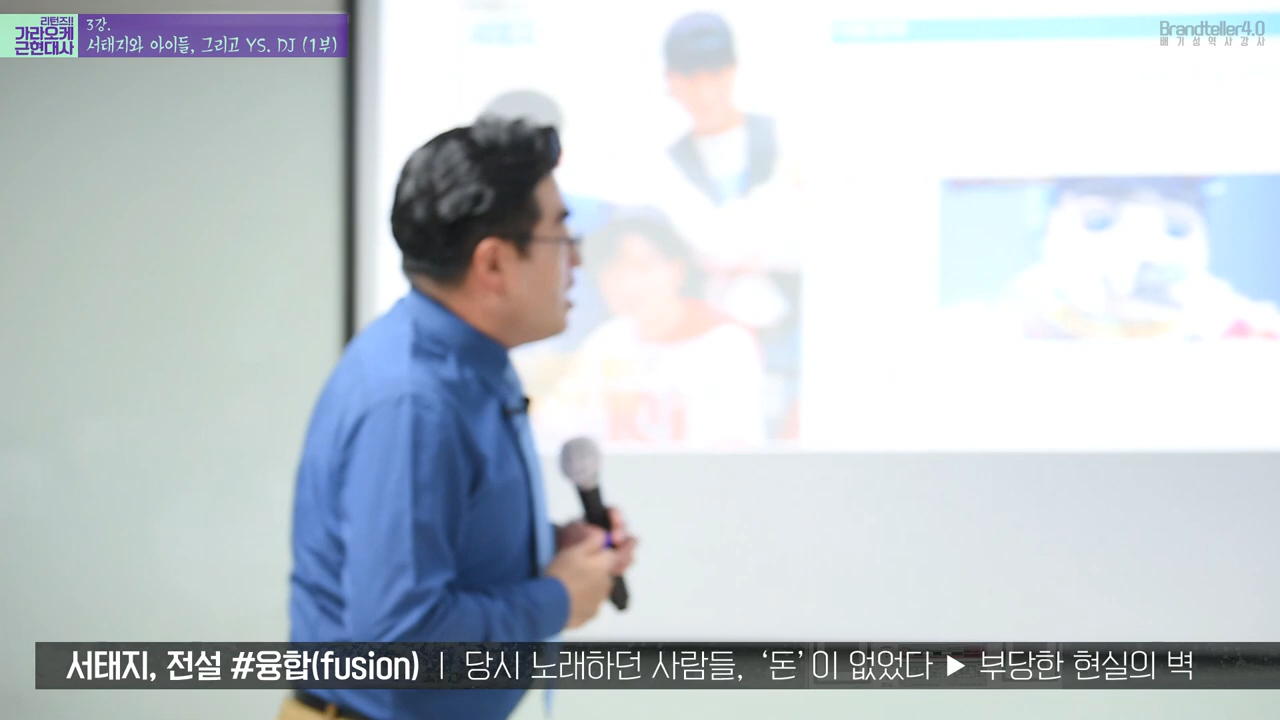 리턴즈!!
가라오케
근현대사
3강.
서태지와 아이들, 그리고 YS. DJ (1부)
Brandteller4.0
배기성역사강사
서태지, 전설 #융합(fusion) | 당시 노래하던 사람들, ‘돈’이 없었다 ▶ 부당한 현실의 벽